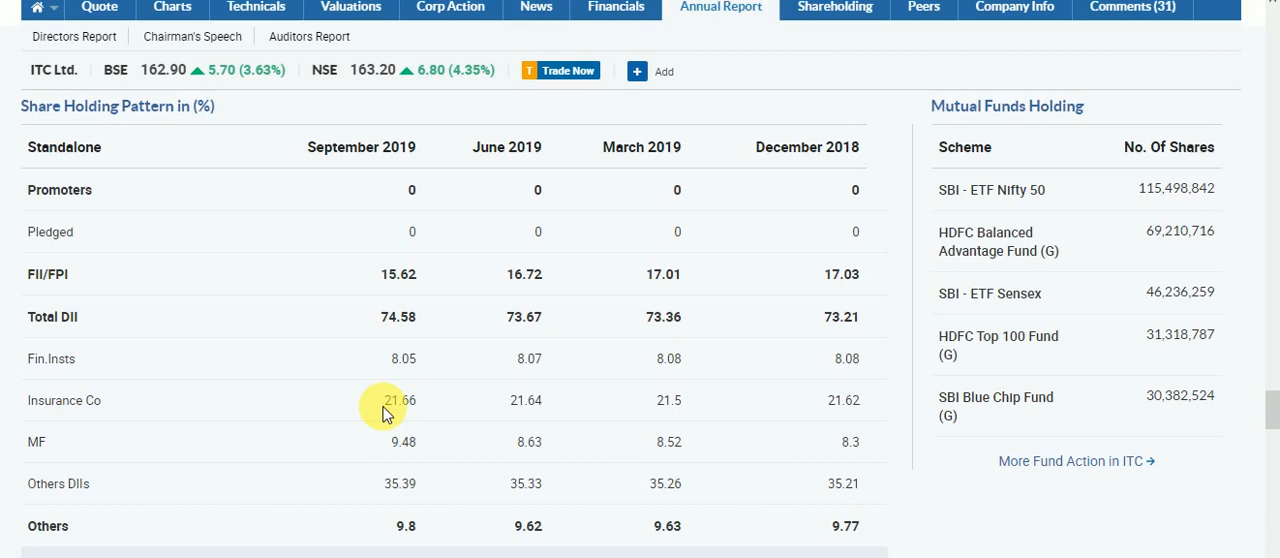 Quote Charts Technicals Valuations Corp Action News Financials Annual Report Shareholding Peers Company Info Comments (31)
Directors Report Chairman's Speech Auditors Report
ITC Ltd. BSE 162.90 5.70 (3.63%) NSE 163.20 6.80 (4.35%) T Trade Now + Add
Share Holding Pattern in (%)
Standalone September 2019 June 2019 March 2019 December 2018
Promoters 0 0 0 0
Pledged 0 0 0 0
FII/FPI 15.62 16.72 17.01 17.03
Total DII 74.58 73.67 73.36 73.21
Fin.Insts 8.05 8.07 8.08 8.08
Insurance Co 21.66 21.64 21.5 21.62
MF 9.48 8.63 8.52 8.3
Others DIIs 35.39 35.33 35.26 35.21
Others 9.8 9.62 9.63 9.77
Mutual Funds Holding
Scheme No. Of Shares
SBI - ETF Nifty 50 115,498,842
HDFC Balanced 69,210,716
Advantage Fund (G)
SBI - ETF Sensex 46,236,259
HDFC Top 100 Fund 31,318,787
(G)
SBI Blue Chip Fund 30,382,524
(G)
More Fund Action in ITC →